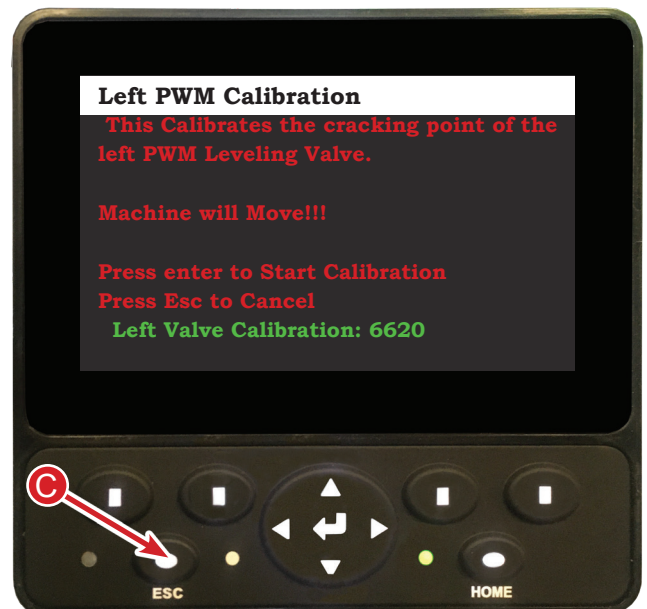 Left PWM Calibration
This Calibrates the cracking point of the
left PWM Leveling Valve.
Machine will Move!!!
Press enter to Start Calibration
Press Esc to Cancel
Left Valve Calibration: 6620
C
ESC
HOME